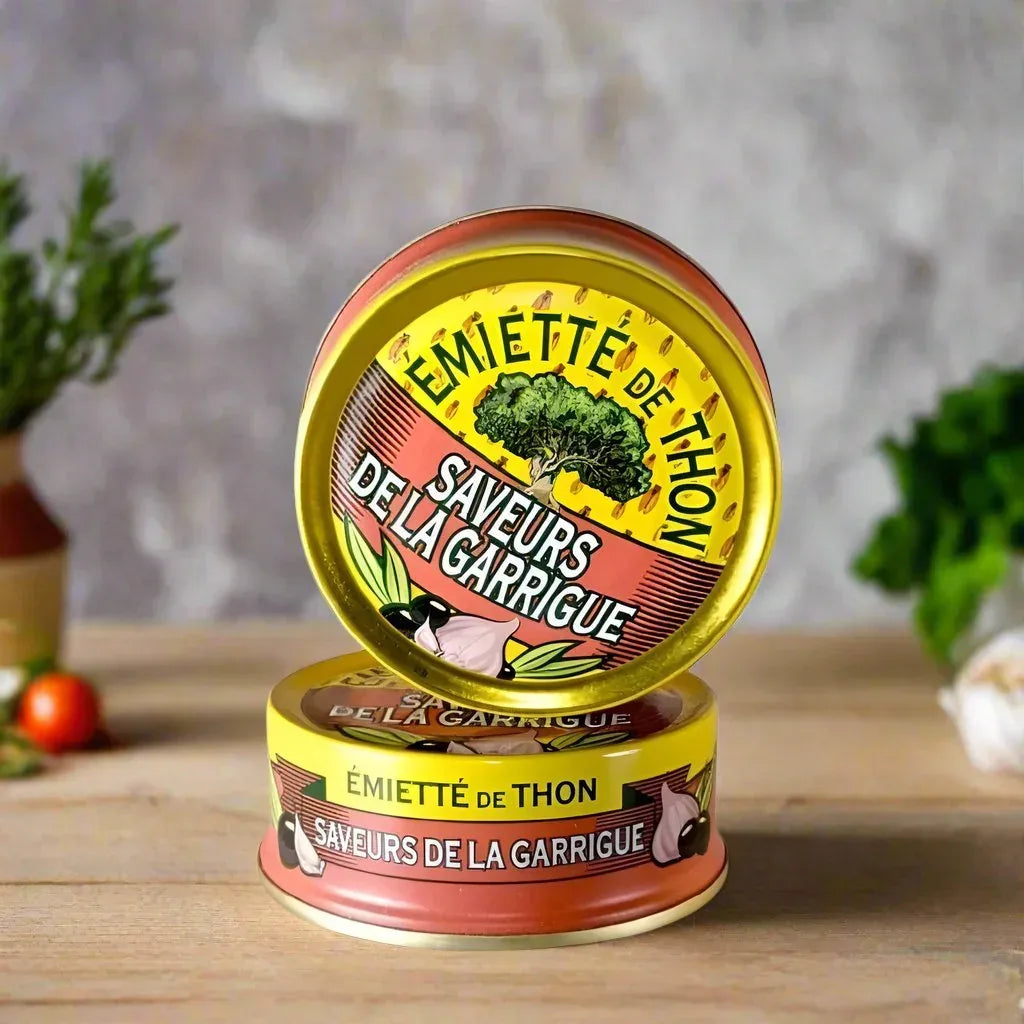 ÉMIETTÉ DE THON
SAVEURS
DE LA GARRIGUE
DE LA GARRIGUE
ÉMIETTÉ DE THON
SAVEURS DE LA GARRIGUE